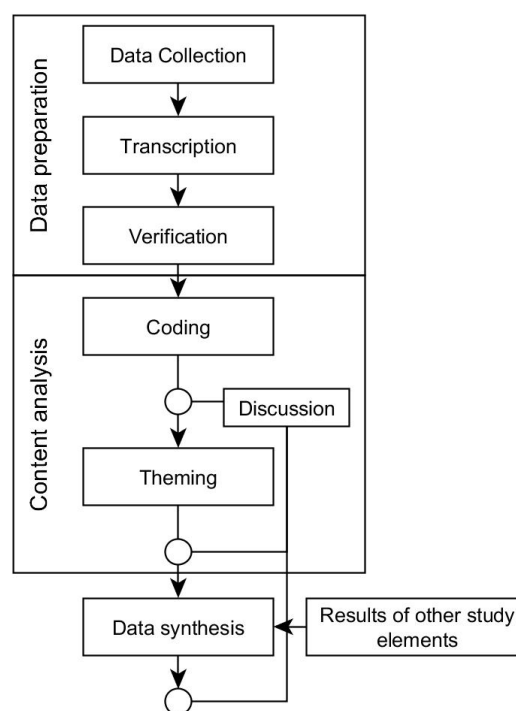 Data preparation
Data Collection
Transcription
Verification
Content analysis
Coding
Discussion
Theming
Data synthesis
Results of other study
elements